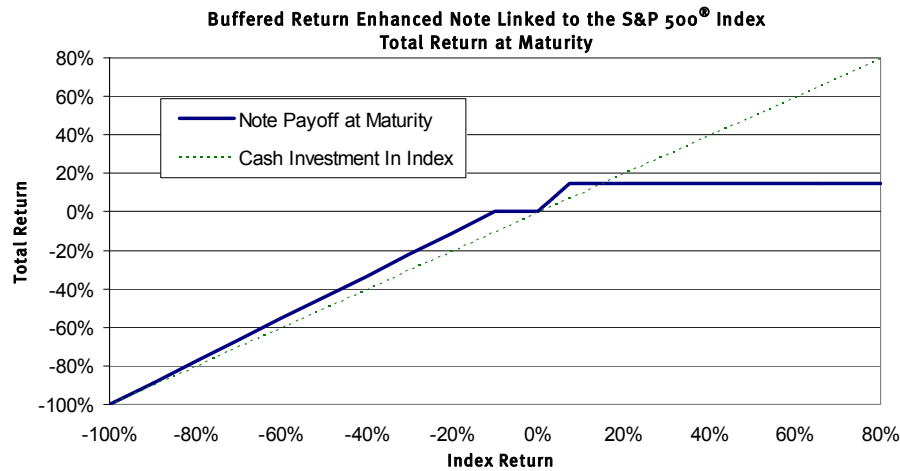 Buffered Return Enhanced Note Linked to the S&P 500® Index
Total Return at Maturity
80%
60%
40%
20%
0%
-20%
-40%
-60%
-80%
-100%
Total Return
Note Payoff at Maturity
Cash Investment In Index
-100% -80% -60% -40% -20% 0% 20% 40% 60% 80%
Index Return